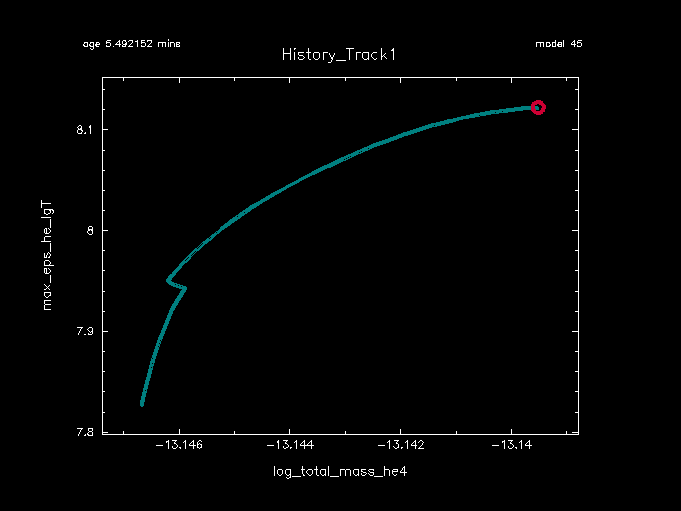 age 5.492152 mins
model 45
History_Track1
8.1
8
7.9
7.8
max_eps_he_lgT
−13.146
−13.144
−13.142
−13.14
log_total_mass_he4